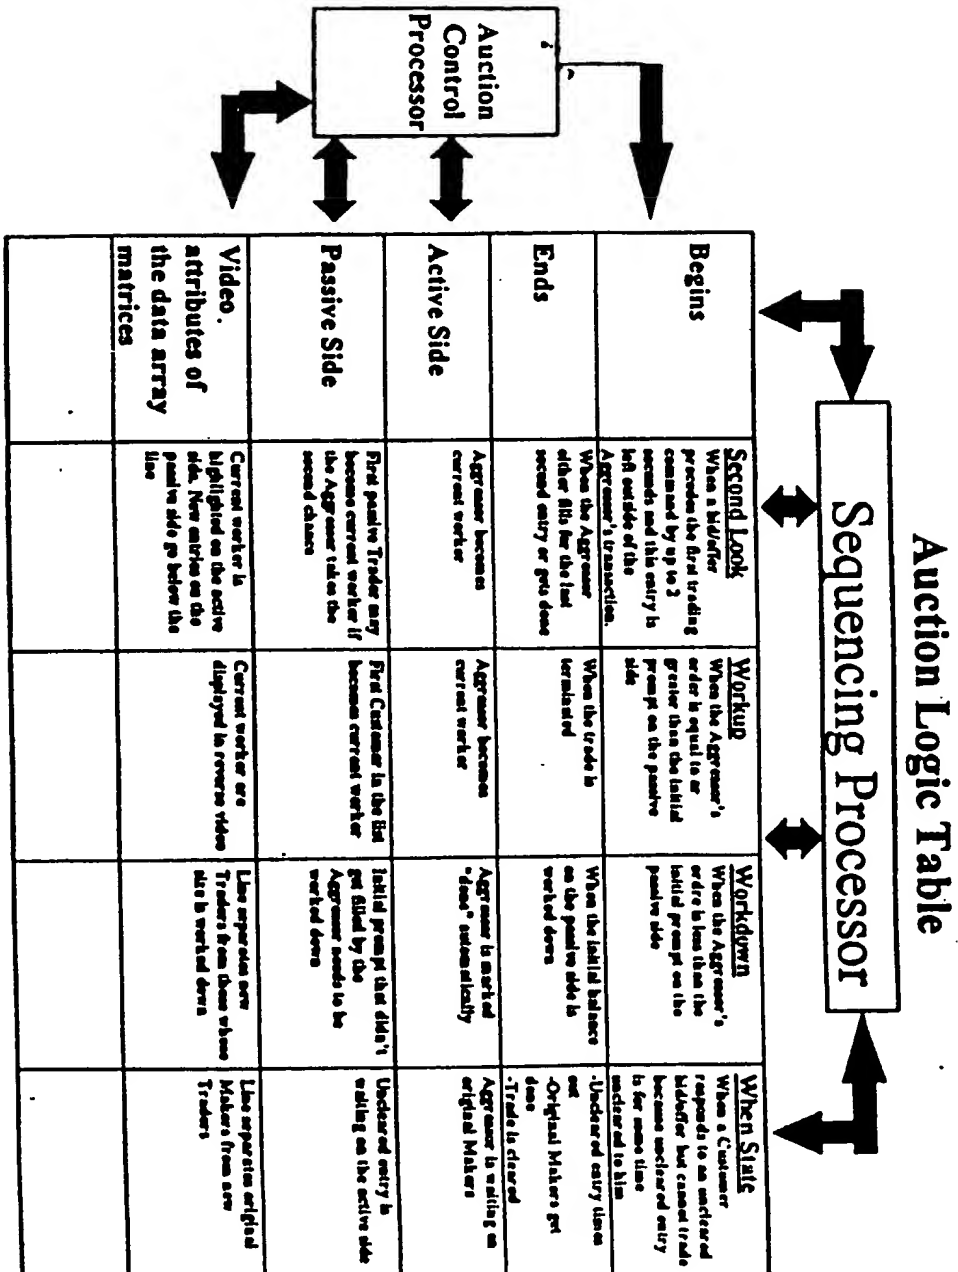 Auction Logic Table
Sequencing Processor
Auction
Control
Processor
Second Look
Workup
Workdown
When State
Begins
When a bid/offer
precedes the first trading
command by up to 2
seconds and this entry is
left outside of the
Aggressor's transaction.
When the Aggressor's
order is equal to or
greater than the initial
prompt on the passive
side
When the Aggressor's
ordre is less than the
initial prompt on the
passive side
When a Customer
responds to an uncleared
bid/offer but cannot trade
because uncleared entry
is for some time
uncleared to him
Ends
When the Aggressor
either fills for the last
second entry or gets done
When the trade is
terminated
When the initial balance
on the passive side is
worked down
-Uncleared entry times
out
-Original Makers get
done
-Trade is cleared
Active Side
Aggressor becomes
current worker
Aggressor becomes
current worker
Aggressor is marked
"done" automatically
Aggressor is waiting on
original Makers
Passive Side
First passive Trader may
become current worker if
the Aggressor takes the
second chance
First Customer in the list
becomes current worker
Initial prompt that didn't
get filled by the
Aggressor needs to be
worked down
Uncleared entry is
waiting on the active side
Video.
attributes of
the data array
matrices
Current worker is
highlighted on the active
side. New entries on the
passive side go below the
line
Current worker are
displayed in reverse video
Line separates new
Traders from those whose
size is worked down
Line separates original
Makers from new
Traders